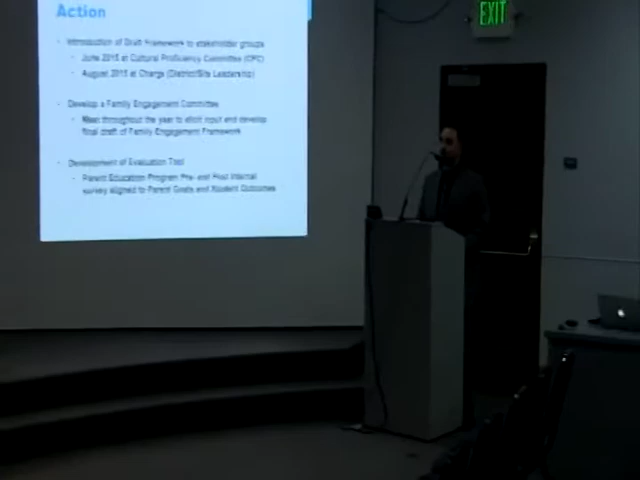 EXIT
Action
Introduction of Draft Framework to stakeholder groups
June 2015 at Cultural Proficiency Committee (CPC)
August 2015 at Charge (District/Site Leadership)
Develop a Family Engagement Committee
Meet throughout the year to elicit input and develop
final draft of Family Engagement Framework
Development of Evaluation Tool
Parent Education Program Pre- and Post Internal
survey aligned to Parent Goals and Student Outcomes